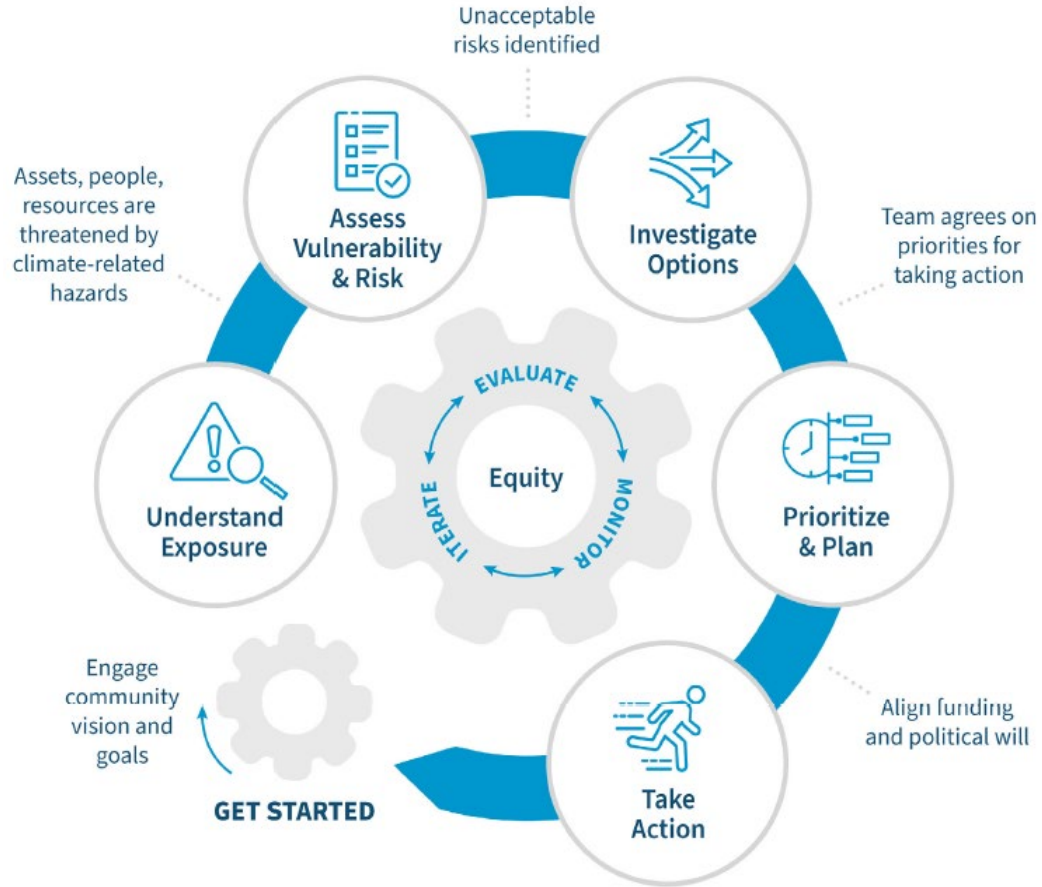 Unacceptable
risks identified
Assess
Vulnerability
& Risk
Investigate
Options
Assets, people,
resources are
threatened by
climate-related
hazards
Team agrees on
priorities for
taking action
EVALUATE
MONITOR
ITERATE
Equity
Understand
Exposure
Prioritize
& Plan
Engage
community
vision and
goals
GET STARTED
Take
Action
Align funding
and political will